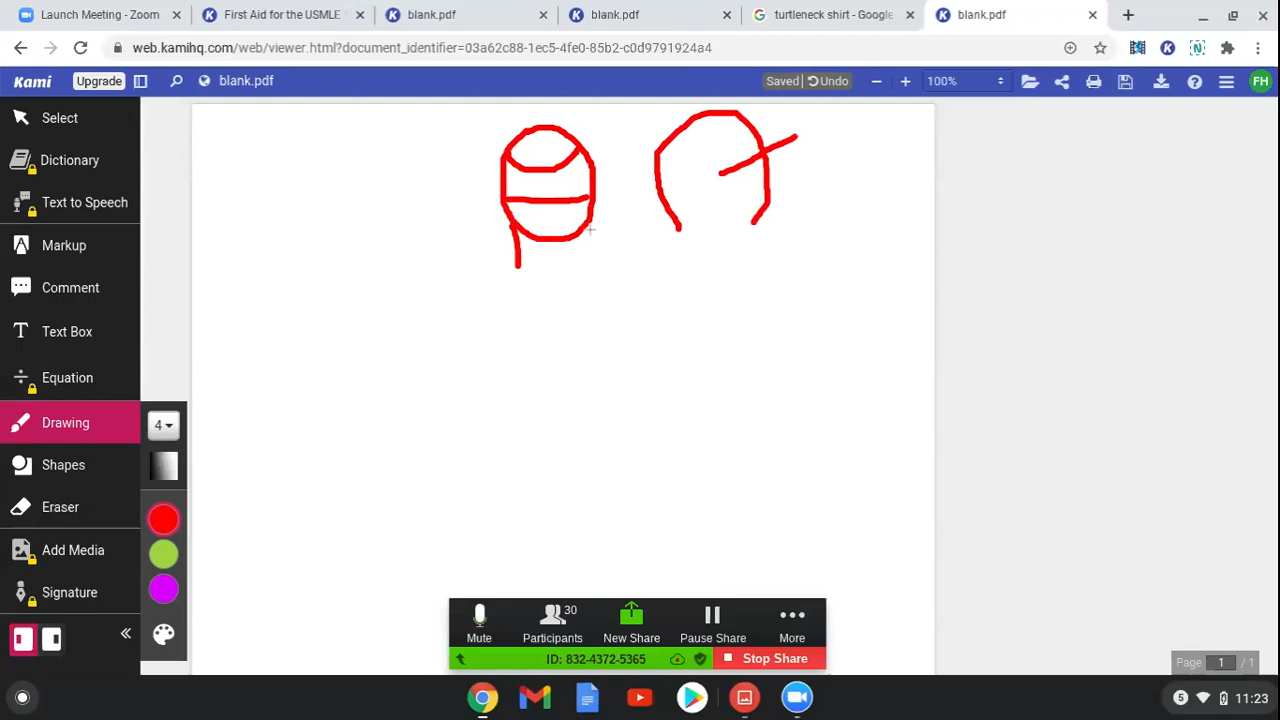 Launch Meeting - Zoom
First Aid for the USMLE
blank.pdf
blank.pdf
turtleneck shirt - Google
blank.pdf
web.kamihq.com/web/viewer.html?document_identifier=03a62c88-1ec5-4fe0-85b2-c0d9791924a4
Kami
Upgrade
blank.pdf
Saved
Undo
100%
FH
Select
Dictionary
Text to Speech
Markup
Comment
Text Box
Equation
Drawing
4
Shapes
Eraser
Add Media
Signature
30
Mute
Participants
New Share
Pause Share
More
ID: 832-4372-5365
Stop Share
Page 1 / 1
5
11:23